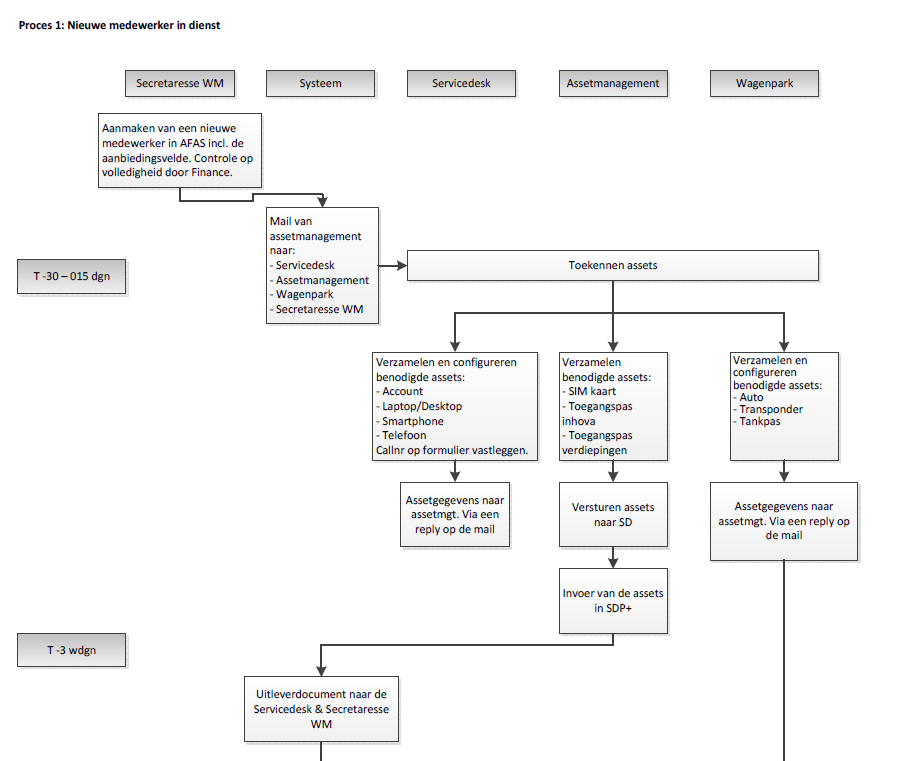 Proces 1: Nieuwe medewerker in dienst
Secretaresse WM
Systeem
Servicedesk
Assetmanagement
Wagenpark
Aanmaken van een nieuwe
medewerker in AFAS incl. de
aanbiedingsvelde. Controle op
volledigheid door Finance.
Mail van
assetmanagement
naar:
- Servicedesk
- Assetmanagement
- Wagenpark
- Secretaresse WM
Toekennen assets
T -30 – 015 dgn
Verzamelen en configureren
benodigde assets:
- Account
- Laptop/Desktop
- Smartphone
- Telefoon
Callnr op formulier vastleggen.
Verzamelen
benodigde assets:
- SIM kaart
- Toegangspas
inhova
- Toegangspas
verdiepingen
Verzamelen en
configureren
benodigde assets:
- Auto
- Transponder
- Tankpas
Assetgegevens naar
assetmgt. Via een
reply op de mail
Versturen assets
naar SD
Assetgegevens naar
assetmgt. Via een reply op
de mail
Invoer van de assets
in SDP+
T -3 wdgn
Uitleverdocument naar de
Servicedesk & Secretaresse
WM